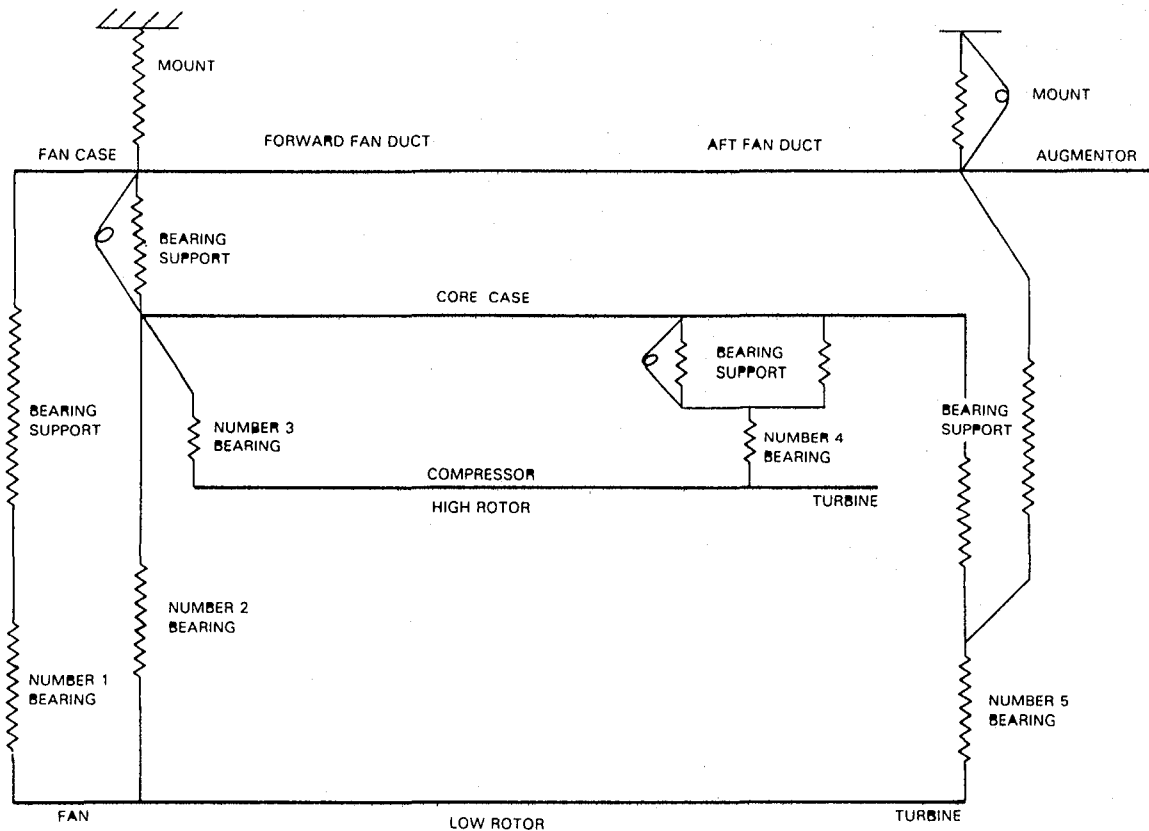 MOUNT
MOUNT
FORWARD FAN DUCT
AFT FAN DUCT
FAN CASE
AUGMENTOR
BEARING
SUPPORT
CORE CASE
BEARING
SUPPORT
BEARING
SUPPORT
BEARING
SUPPORT
NUMBER 3
BEARING
NUMBER 4
BEARING
COMPRESSOR
HIGH ROTOR
TURBINE
NUMBER 2
BEARING
NUMBER 1
BEARING
NUMBER 5
BEARING
FAN
LOW ROTOR
TURBINE